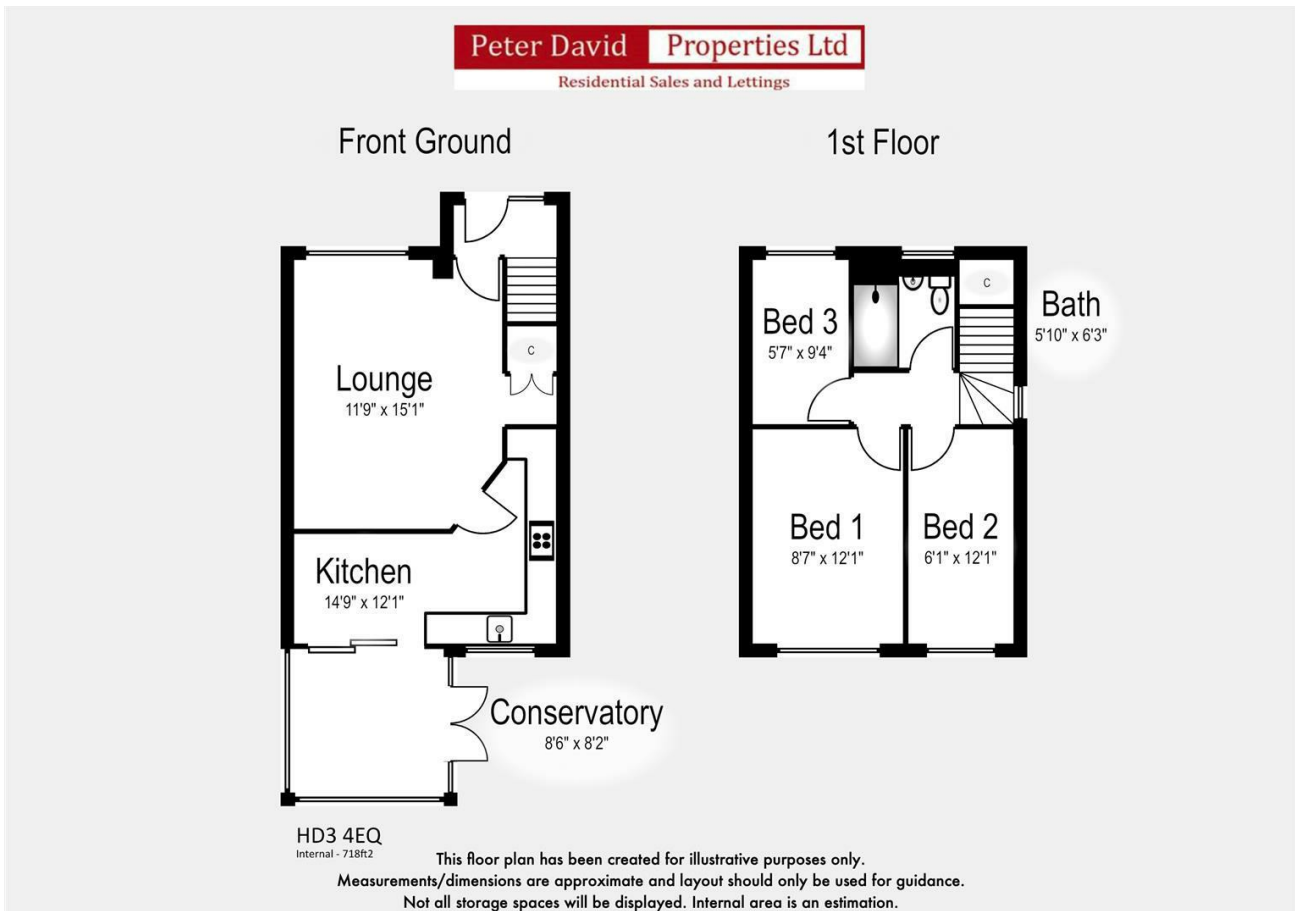 Peter David Properties Ltd
Residential Sales and Lettings
Front Ground
1st Floor
C
Lounge
11'9" x 15'1"
Kitchen
14'9" x 12'1"
Conservatory
8'6" x 8'2"
Bed 3
5'7" x 9'4"
C
Bath
5'10" x 6'3"
Bed 1
8'7" x 12'1"
Bed 2
6'1" x 12'1"
HD3 4EQ
Internal - 718ft2
This floor plan has been created for illustrative purposes only.
Measurements/dimensions are approximate and layout should only be used for guidance.
Not all storage spaces will be displayed. Internal area is an estimation.